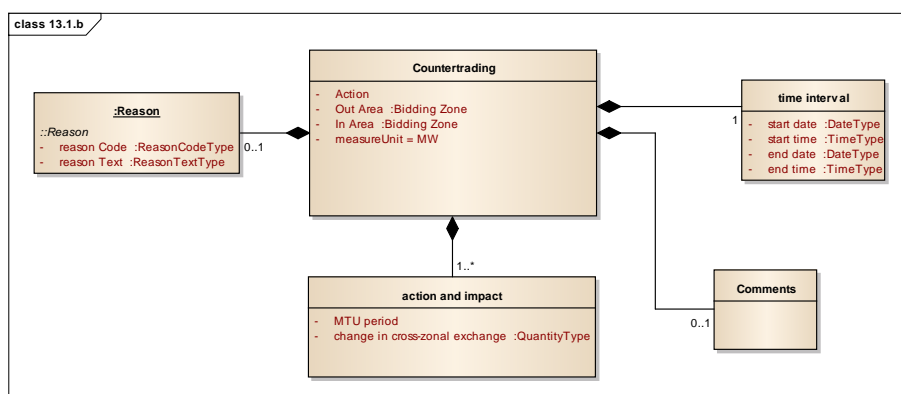 class 13.1.b
Countertrading
- Action
- Out Area :Bidding Zone
- In Area :Bidding Zone
- measureUnit = MW
:Reason
::Reason
- reason Code :ReasonCodeType
- reason Text :ReasonTextType
0..1
time interval
- start date :DateType
- start time :TimeType
- end date :DateType
- end time :TimeType
1
1..*
action and impact
- MTU period
- change in cross-zonal exchange :QuantityType
Comments
0..1